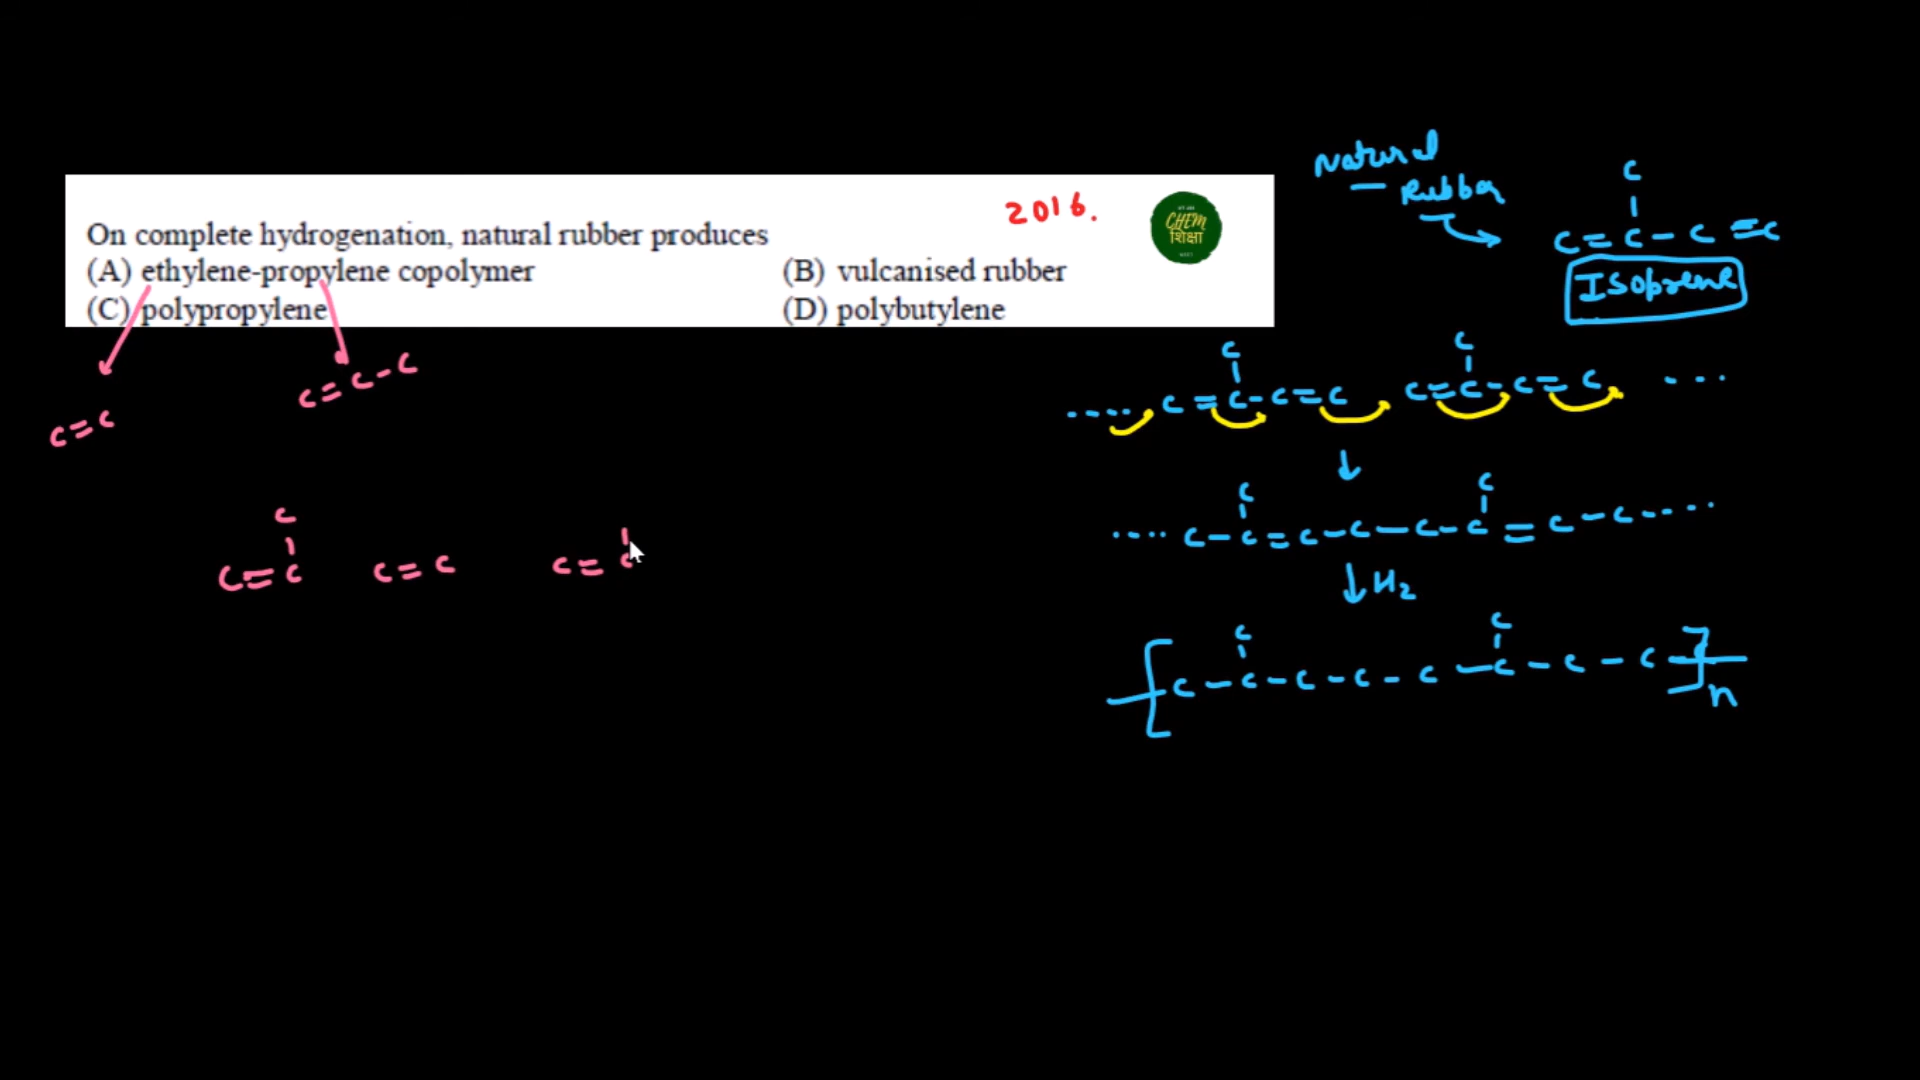 On complete hydrogenation, natural rubber produces
(A) ethylene-propylene copolymer
(B) vulcanised rubber
(C) polypropylene
(D) polybutylene
2016.
CHEM
शिक्षा
C=C
C=C-C
C
C=C C=C C=C
Natural
Rubber
C
C=C-C=C
Isoprene
C C
..... C=C-C=C C=C-C=C ...
C C
.... C-C=C-C-C-C=C-C....
H2
C C
[C-C-C-C-C-C-C-C]n